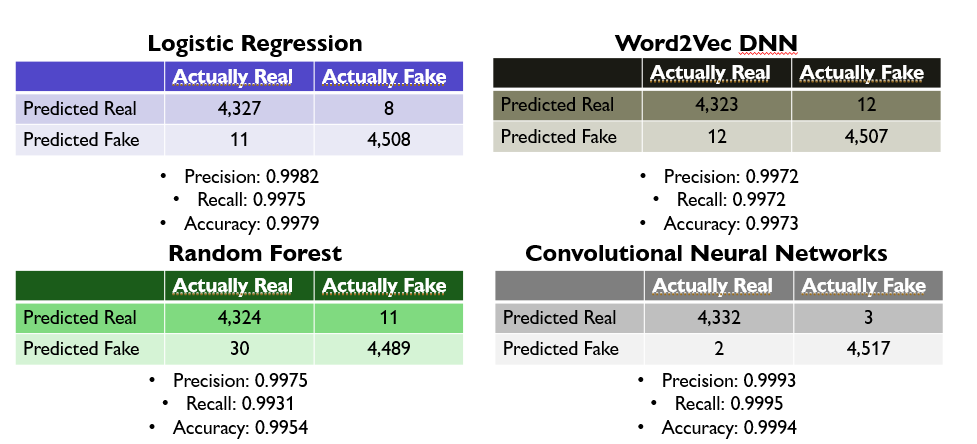 Logistic Regression
Actually Real Actually Fake
Predicted Real 4,327 8
Predicted Fake 11 4,508
• Precision: 0.9982
• Recall: 0.9975
• Accuracy: 0.9979
Word2Vec DNN
Actually Real Actually Fake
Predicted Real 4,323 12
Predicted Fake 12 4,507
• Precision: 0.9972
• Recall: 0.9972
• Accuracy: 0.9973
Random Forest
Actually Real Actually Fake
Predicted Real 4,324 11
Predicted Fake 30 4,489
• Precision: 0.9975
• Recall: 0.9931
• Accuracy: 0.9954
Convolutional Neural Networks
Actually Real Actually Fake
Predicted Real 4,332 3
Predicted Fake 2 4,517
• Precision: 0.9993
• Recall: 0.9995
• Accuracy: 0.9994